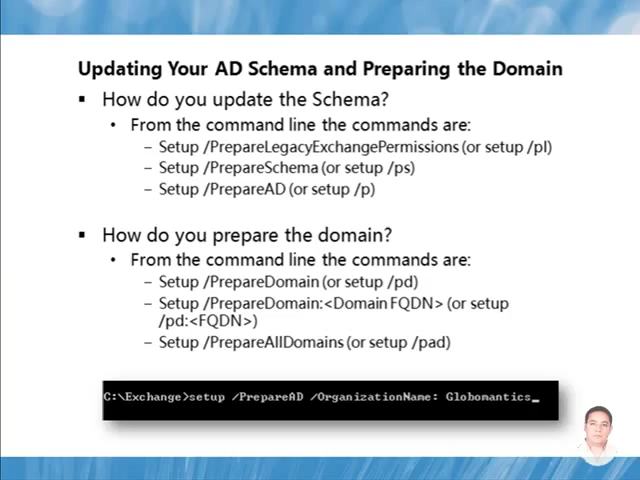 Updating Your AD Schema and Preparing the Domain
▪ How do you update the Schema?
• From the command line the commands are:
– Setup /PrepareLegacyExchangePermissions (or setup /pl)
– Setup /PrepareSchema (or setup /ps)
– Setup /PrepareAD (or setup /p)
▪ How do you prepare the domain?
• From the command line the commands are:
– Setup /PrepareDomain (or setup /pd)
– Setup /PrepareDomain:<Domain FQDN> (or setup
/pd:<FQDN>)
– Setup /PrepareAllDomains (or setup /pad)
C:\Exchange>setup /PrepareAD /OrganizationName: Globomantics_